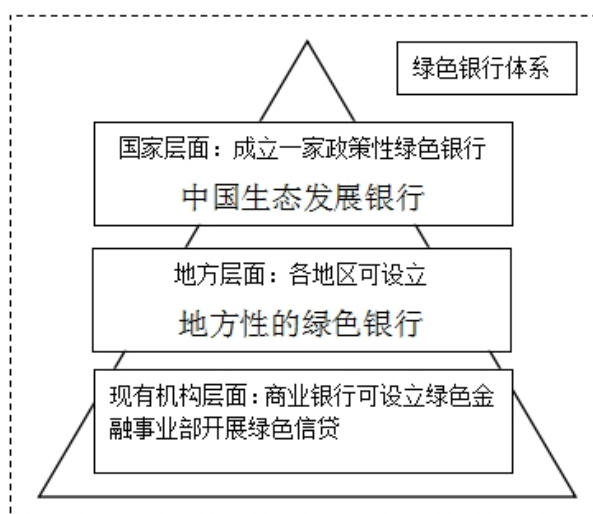 绿色银行体系
国家层面：成立一家政策性绿色银行
中国生态发展银行
地方层面：各地区可设立
地方性的绿色银行
现有机构层面：商业银行可设立绿色金
融事业部开展绿色信贷